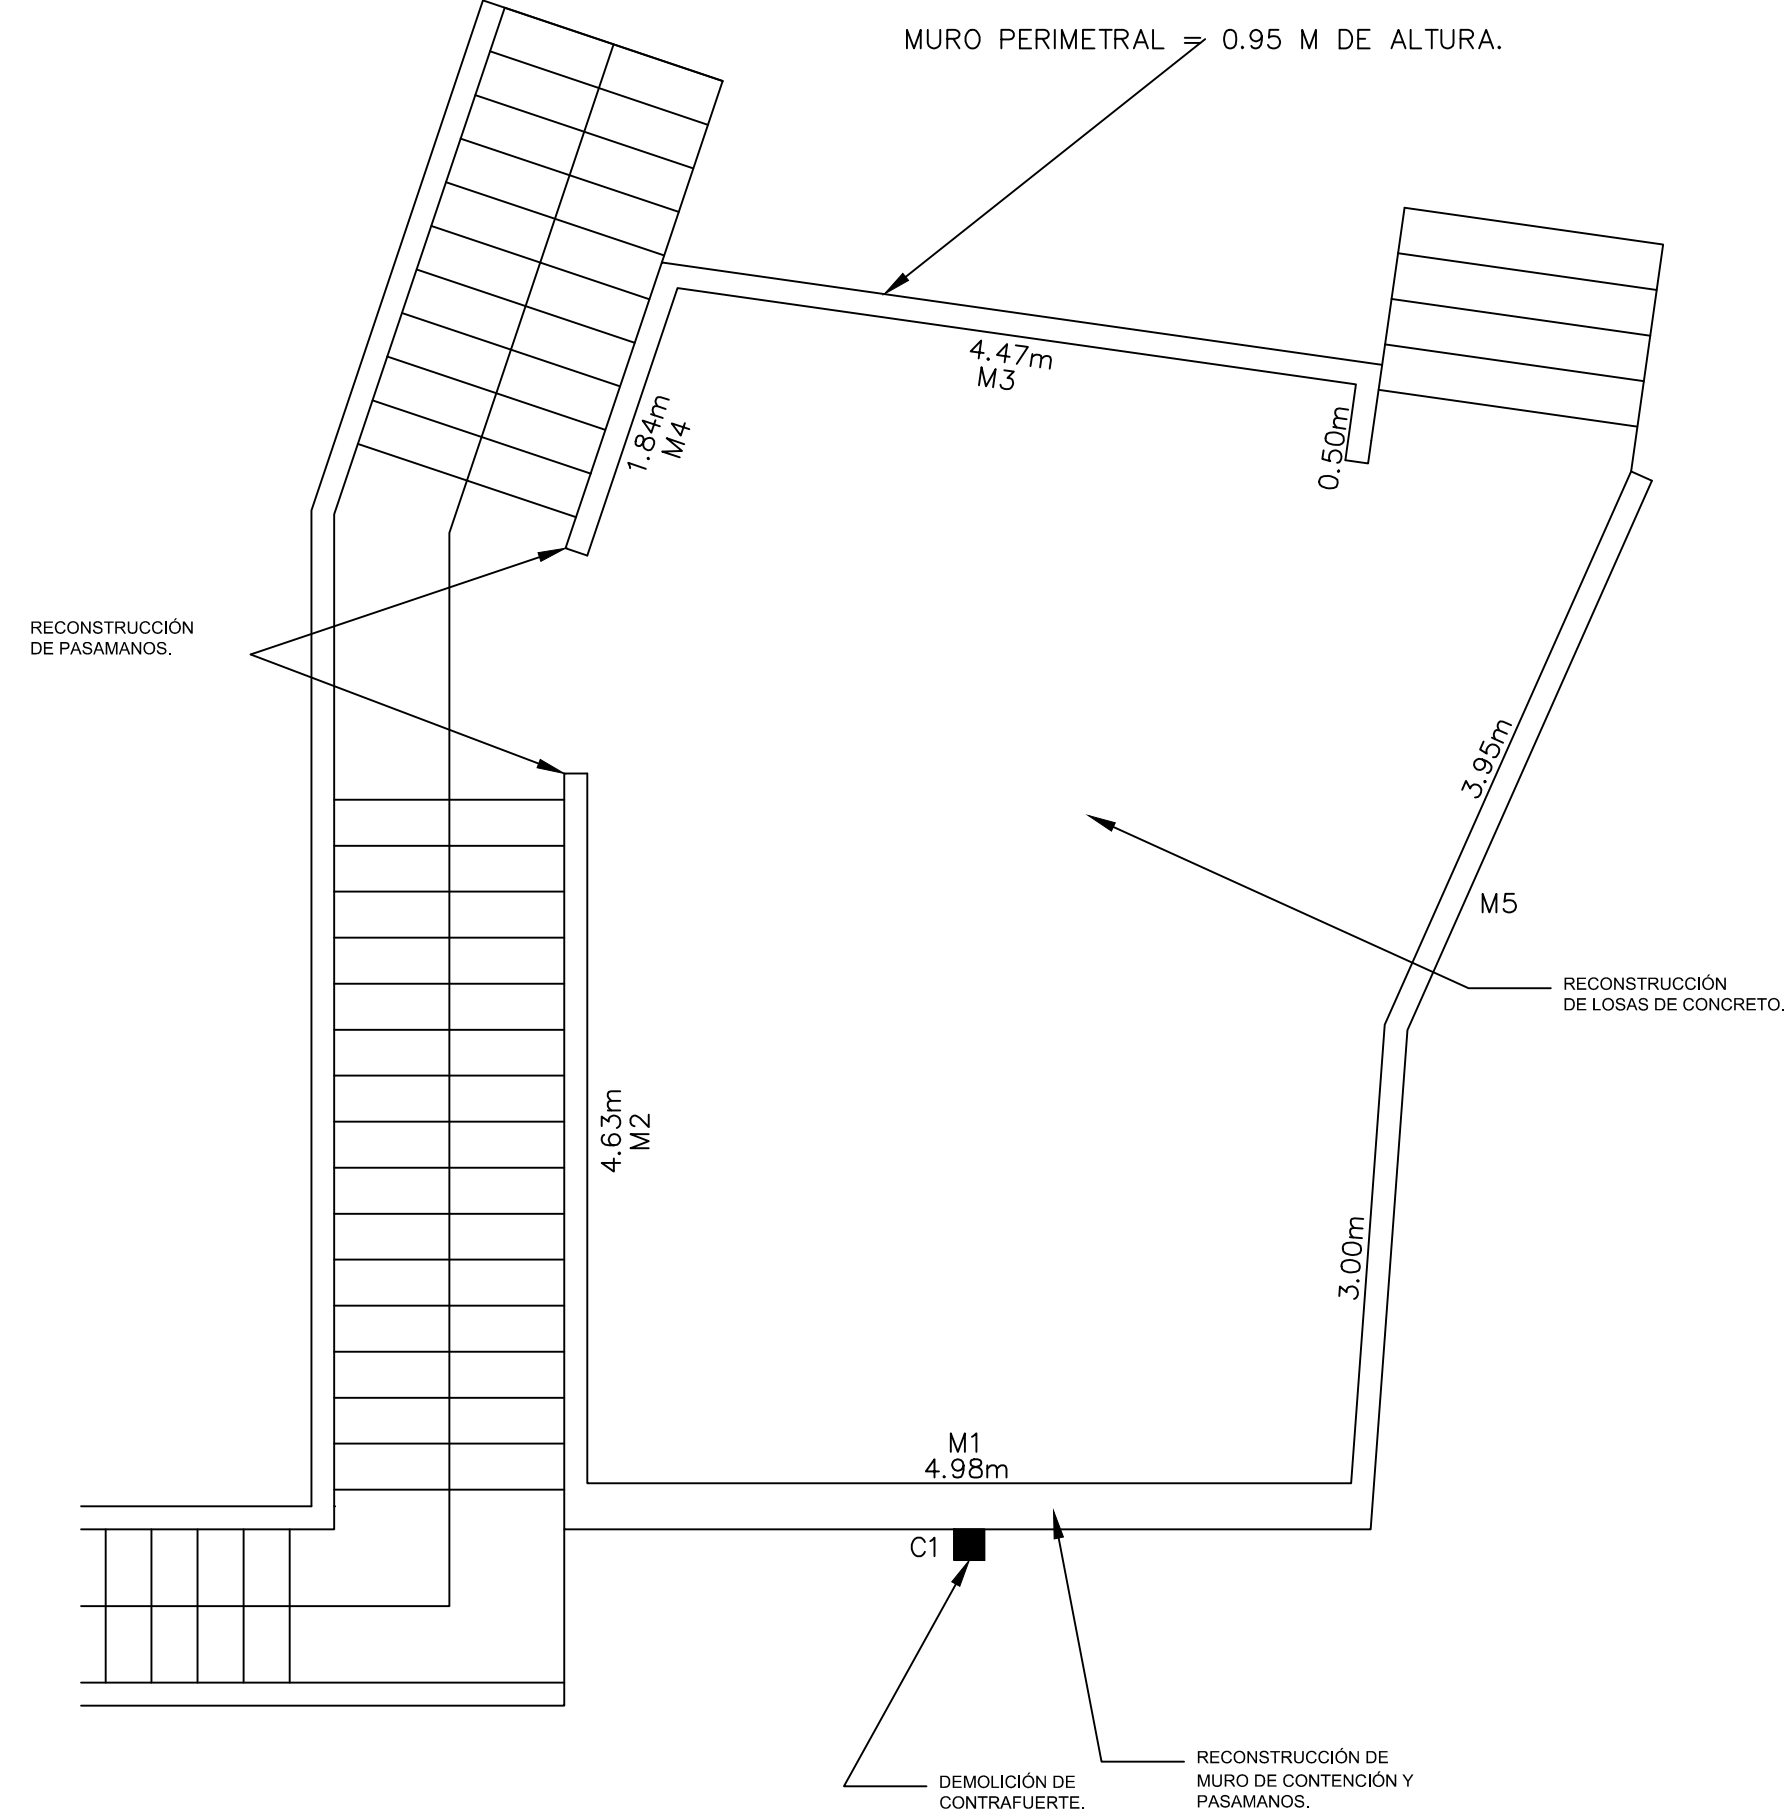 MURO PERIMETRAL = 0.95 M DE ALTURA.
4.47m
M3
1.84m
M4
0.50m
RECONSTRUCCIÓN
DE PASAMANOS.
3.95m
M5
RECONSTRUCCIÓN
DE LOSAS DE CONCRETO.
4.63m
M2
3.00m
M1
4.98m
C1
DEMOLICIÓN DE
CONTRAFUERTE.
RECONSTRUCCIÓN DE
MURO DE CONTENCIÓN Y
PASAMANOS.